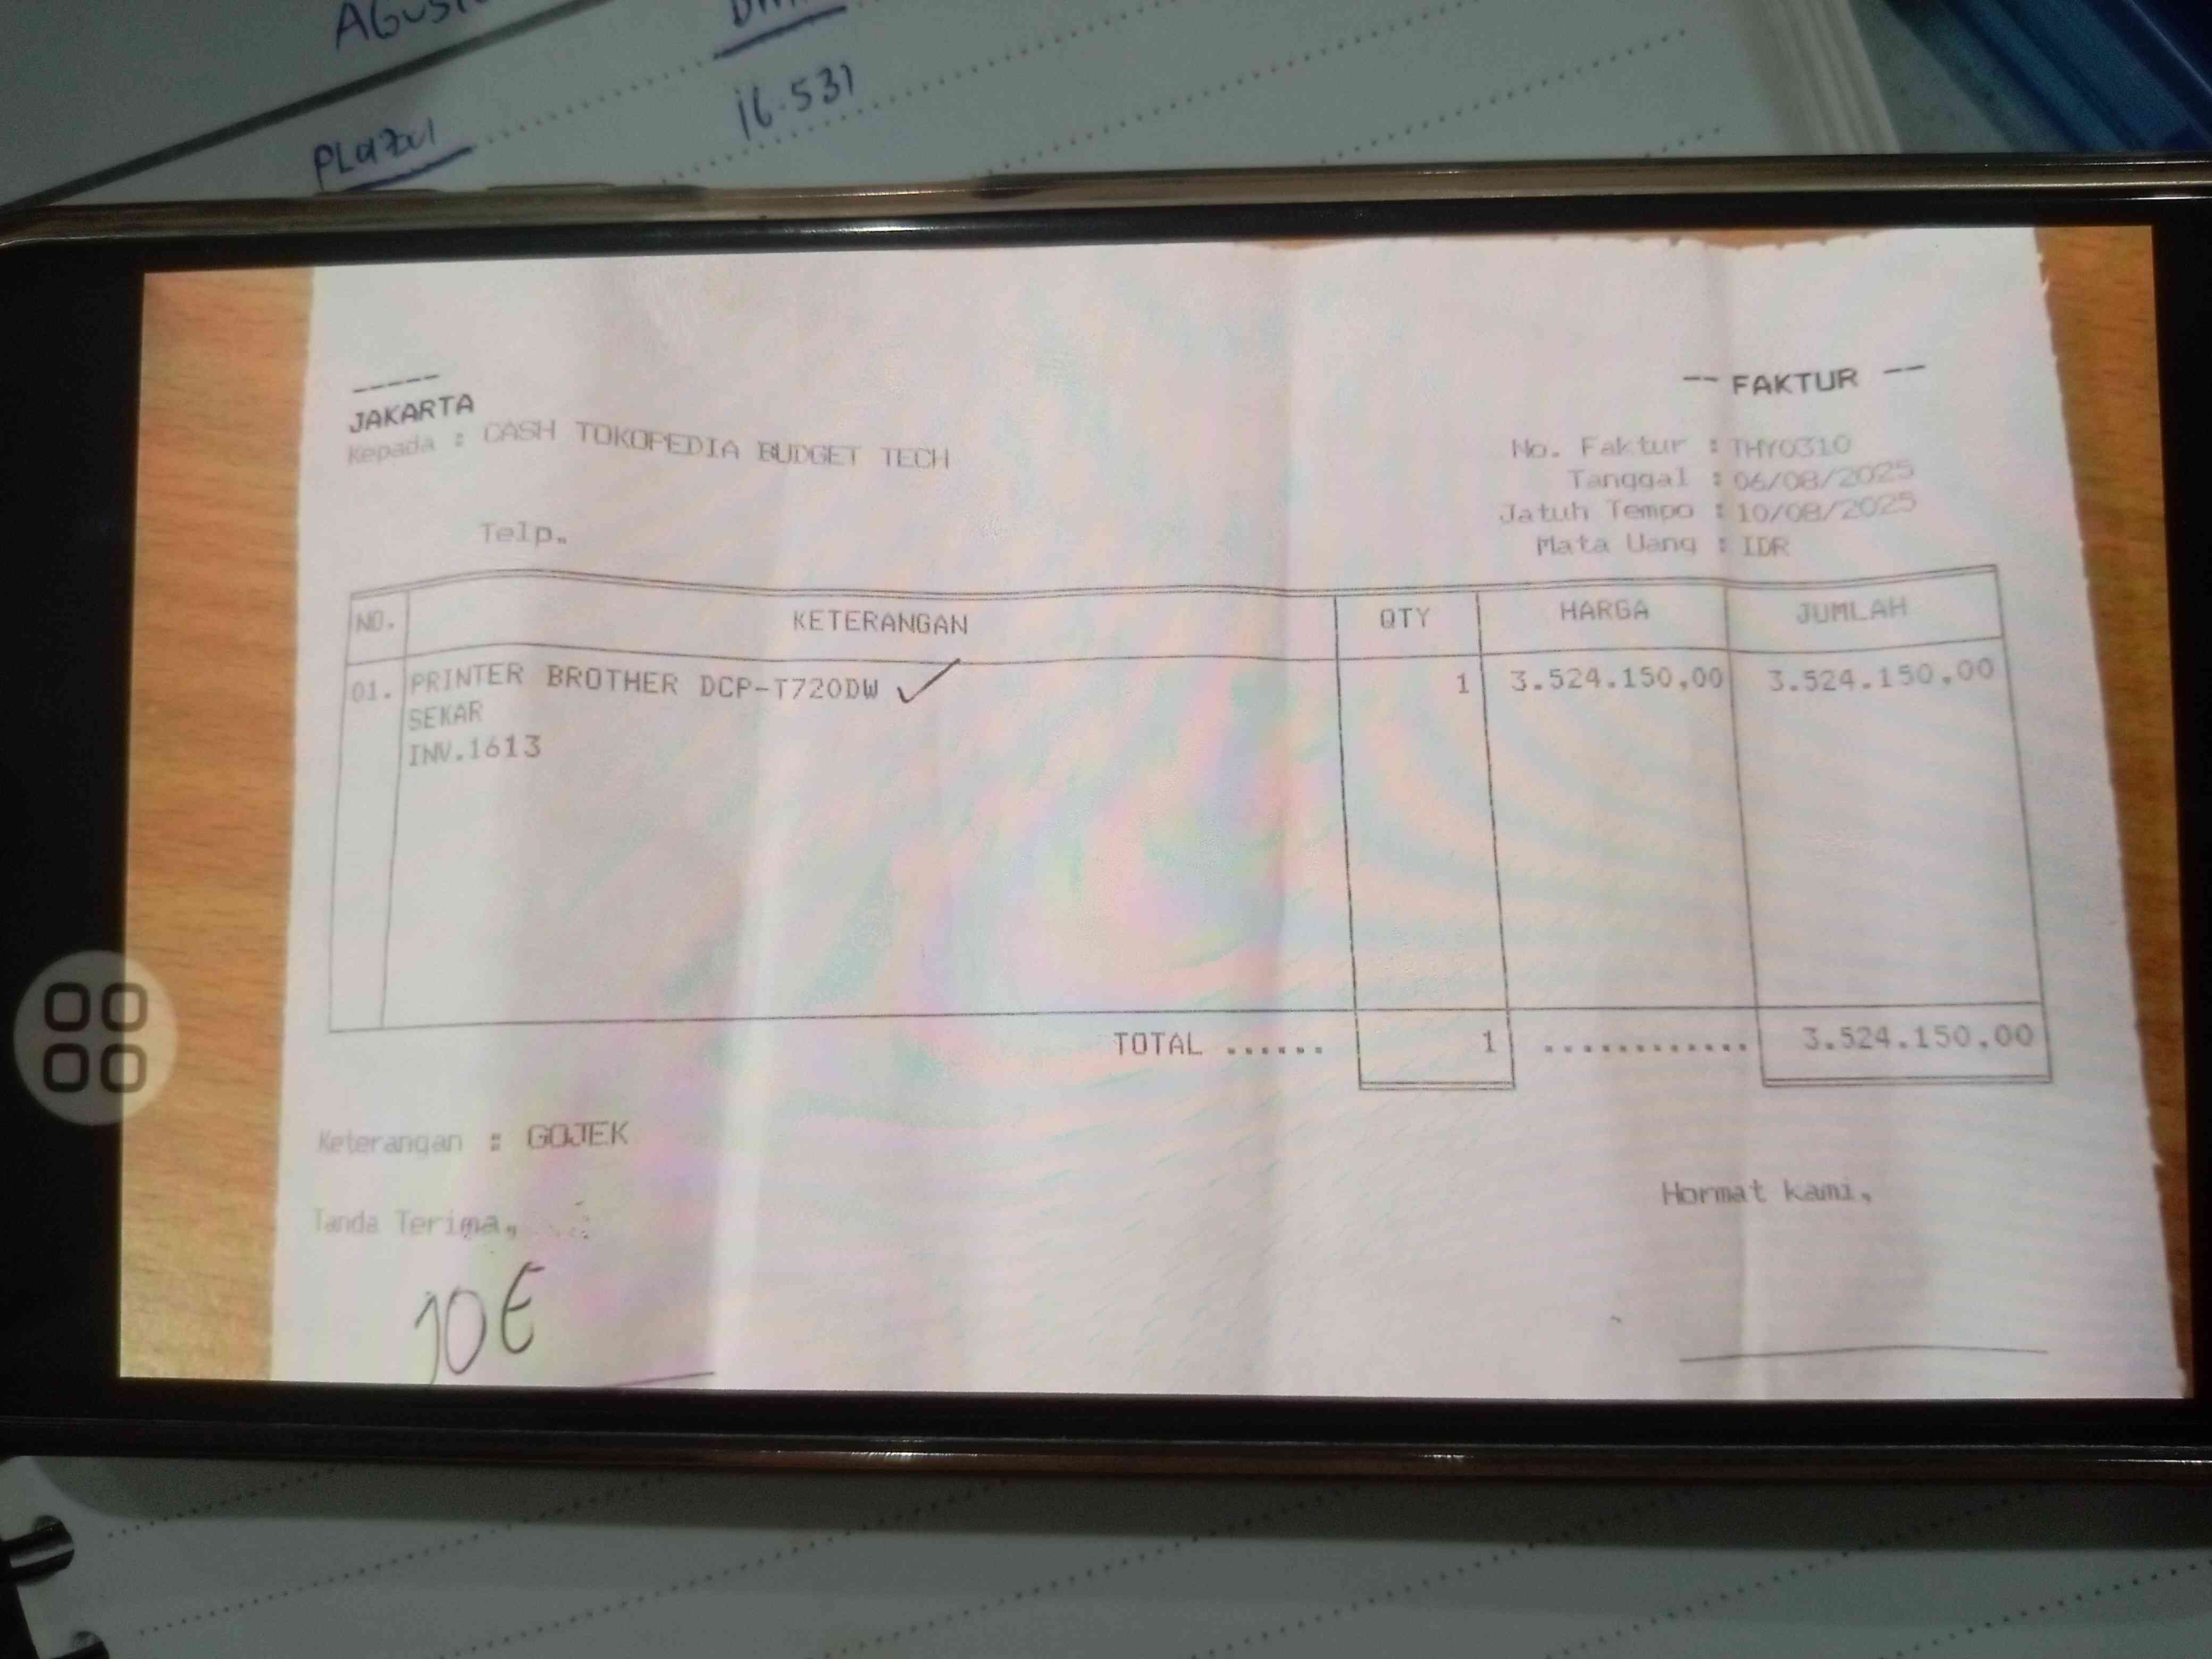 16.531
-----
JAKARTA
Kepada : CASH TOKOPEDIA BUDGET TECH
Telp.
-- FAKTUR --
No. Faktur : THY0310
Tanggal : 06/08/2025
Jatuh Tempo : 10/08/2025
Mata Uang : IDR
NO. KETERANGAN QTY HARGA JUMLAH
01. PRINTER BROTHER DCP-T720DW ✓ 1 3.524.150,00 3.524.150,00
SEKAR
INV.1613
TOTAL ...... 1 ............ 3.524.150,00
Keterangan : GOJEK
Tanda Terima,
Hormat kami,
JOE